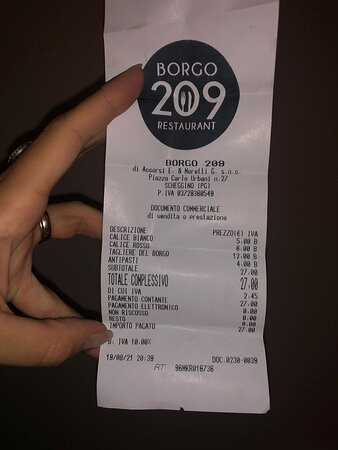 BORGO
209
RESTAURANT
BORGO 209
di Accorsi E. & Morelli G. s.n.c.
Piazza Carlo Urbani n.27
SCHEGGINO (PG)
P.IVA 03720360540
DOCUMENTO COMMERCIALE
di vendita o prestazione
DESCRIZIONE PREZZO(€) IVA
CALICE BIANCO 5.00 B
CALICE ROSSO 6.00 B
TAGLIERE DEL BORGO 12.00 B
ANTIPASTI 4.00 B
SUBTOTALE 27.00
TOTALE COMPLESSIVO 27.00
DI CUI IVA 2.45
PAGAMENTO CONTANTE 27.00
PAGAMENTO ELETTRONICO 0.00
NON RISCOSSO 0.00
RESTO 0.00
IMPORTO PAGATO 27.00
B: IVA 10.00%
19/08/21 20:39 DOC.0230-0039
RT 96MKR016736